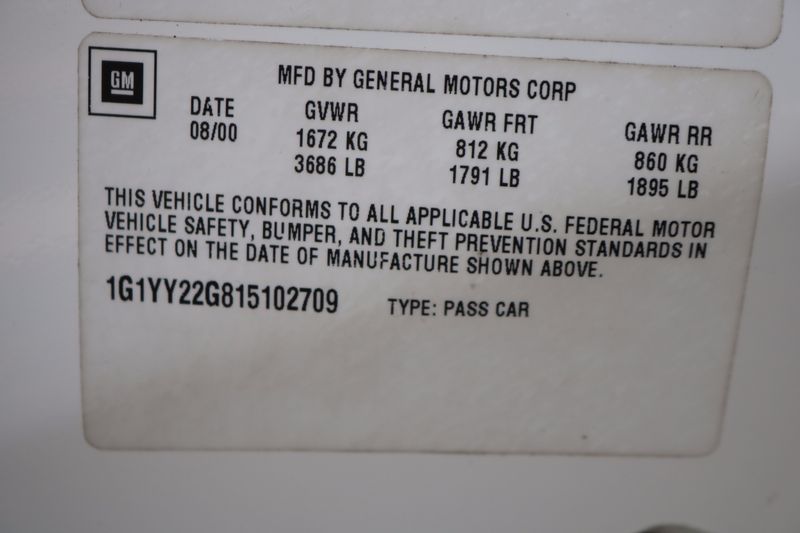 GM
MFD BY GENERAL MOTORS CORP
DATE GVWR GAWR FRT GAWR RR
08/00 1672 KG 812 KG 860 KG
3686 LB 1791 LB 1895 LB
THIS VEHICLE CONFORMS TO ALL APPLICABLE U.S. FEDERAL MOTOR
VEHICLE SAFETY, BUMPER, AND THEFT PREVENTION STANDARDS IN
EFFECT ON THE DATE OF MANUFACTURE SHOWN ABOVE.
1G1YY22G815102709 TYPE: PASS CAR